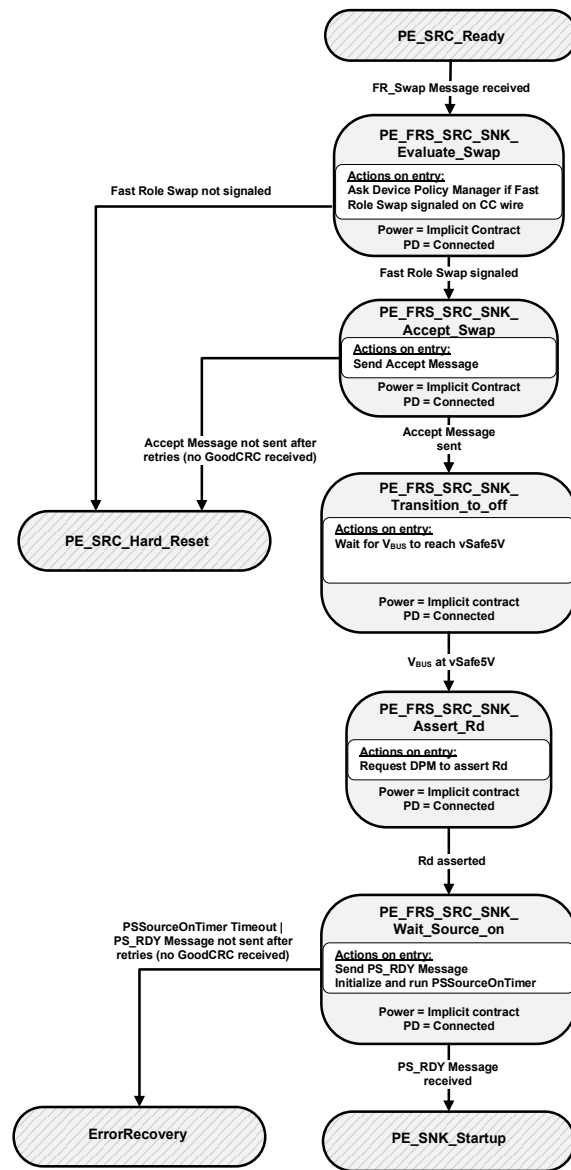 PE_SRC_Ready
FR_Swap Message received
PE_FRS_SRC_SNK_
Evaluate_Swap
Actions on entry:
Ask Device Policy Manager if Fast
Role Swap signaled on CC wire
Power = Implicit Contract
PD = Connected
Fast Role Swap not signaled
Fast Role Swap signaled
PE_FRS_SRC_SNK_
Accept_Swap
Actions on entry:
Send Accept Message
Power = Implicit Contract
PD = Connected
Accept Message not sent after
retries (no GoodCRC received)
Accept Message
sent
PE_SRC_Hard_Reset
PE_FRS_SRC_SNK_
Transition_to_off
Actions on entry:
Wait for VBUS to reach vSafe5V
Power = Implicit contract
PD = Connected
VBUS at vSafe5V
PE_FRS_SRC_SNK_
Assert_Rd
Actions on entry:
Request DPM to assert Rd
Power = Implicit contract
PD = Connected
Rd asserted
PSSourceOnTimer Timeout |
PS_RDY Message not sent after
retries (no GoodCRC received)
PE_FRS_SRC_SNK_
Wait_Source_on
Actions on entry:
Send PS_RDY Message
Initialize and run PSSourceOnTimer
Power = Implicit contract
PD = Connected
PS_RDY Message
received
ErrorRecovery
PE_SNK_Startup